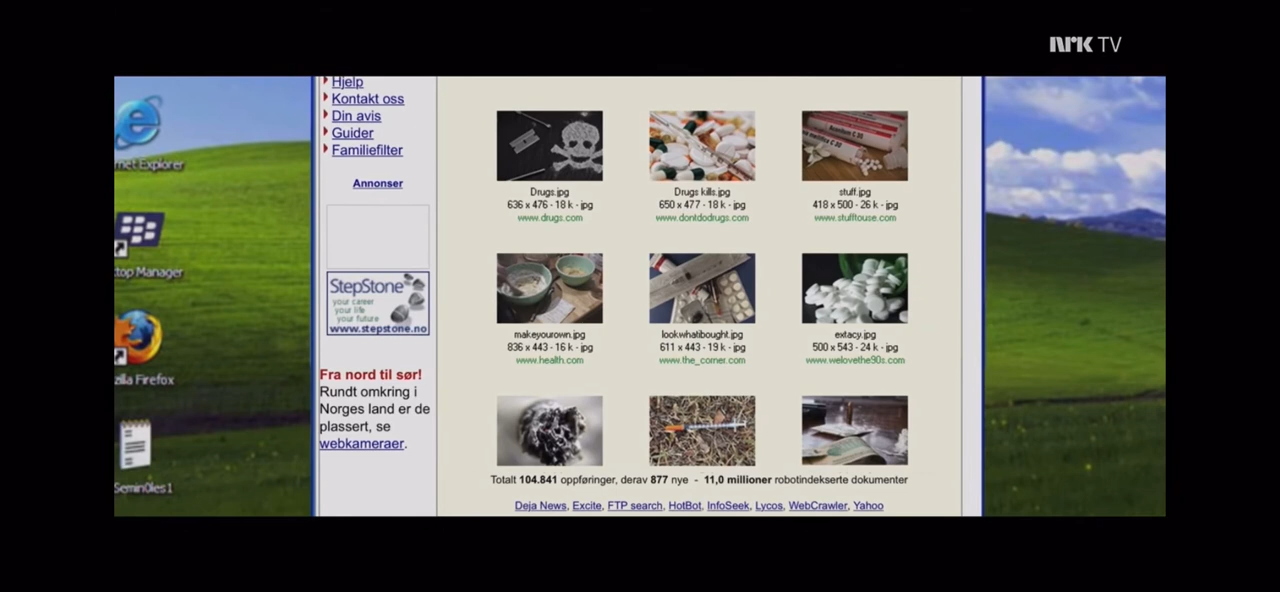 NRK TV
Hjelp
Kontakt oss
Din avis
Guider
Familiefilter
Annonser
StepStone
your career
your life
your future
www.stepstone.no
Fra nord til sør!
Rundt omkring i
Norges land er de
plassert, se
webkameraer.
rnet Explorer
ktop Manager
zilla Firefox
Semin0les1
Drugs.jpg
636 x 476 - 18 k - jpg
www.drugs.com
Drugs kills.jpg
650 x 477 - 18 k - jpg
www.dontdodrugs.com
stuff.jpg
418 x 500 - 26 k - jpg
www.stufftouse.com
makeyourown.jpg
836 x 443 - 16 k - jpg
www.health.com
lookwhatibought.jpg
611 x 443 - 19 k - jpg
www.the_corner.com
extacy.jpg
500 x 543 - 24 k - jpg
www.welovethe90s.com
Totalt 104.841 oppføringer, derav 877 nye - 11,0 millioner robotindekserte dokumenter
Deja News, Excite, FTP search, HotBot, InfoSeek, Lycos, WebCrawler, Yahoo